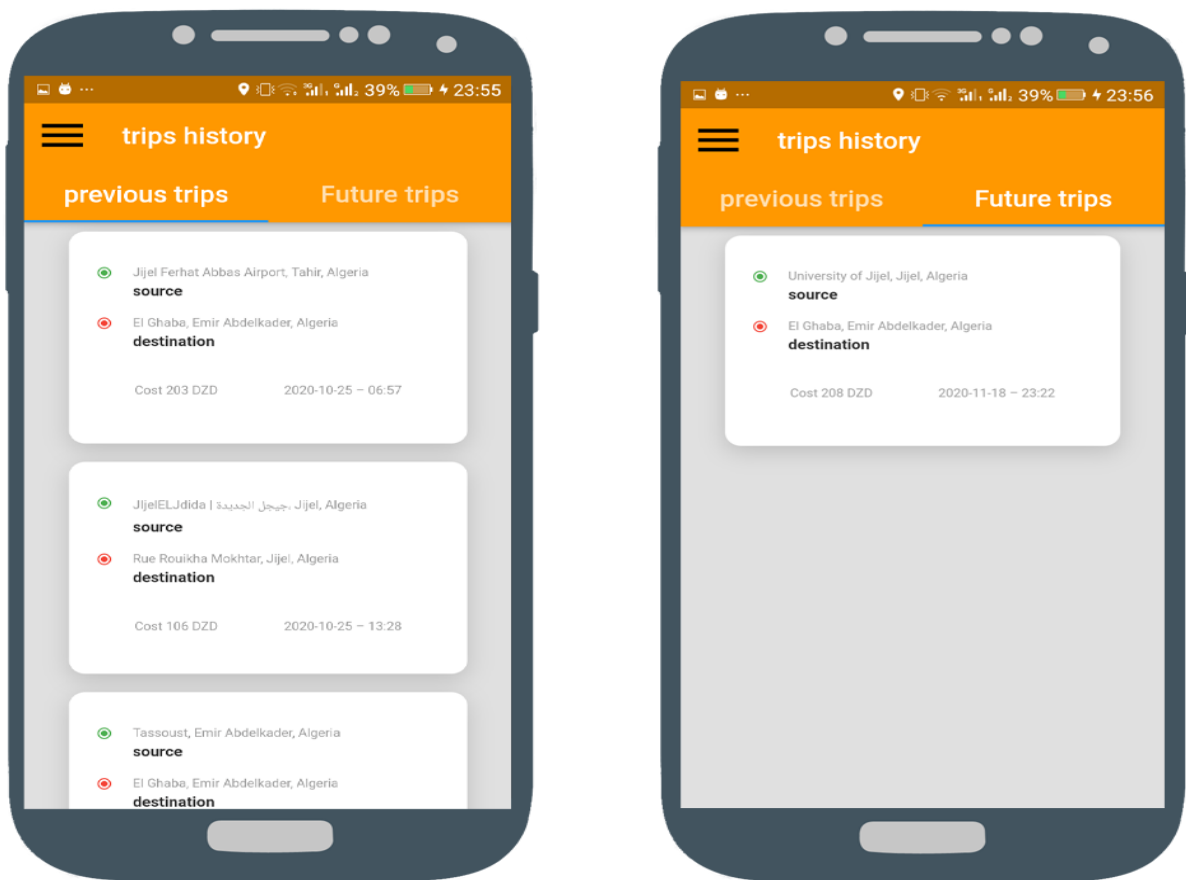 39% 23:55
trips history
previous trips Future trips
Jijel Ferhat Abbas Airport, Tahir, Algeria
source
El Ghaba, Emir Abdelkader, Algeria
destination
Cost 203 DZD 2020-10-25 – 06:57
JIjelELJdida | جيجل الجديدة, Jijel, Algeria
source
Rue Rouikha Mokhtar, Jijel, Algeria
destination
Cost 106 DZD 2020-10-25 – 13:28
Tassoust, Emir Abdelkader, Algeria
source
El Ghaba, Emir Abdelkader, Algeria
destination
39% 23:56
trips history
previous trips Future trips
University of Jijel, Jijel, Algeria
source
El Ghaba, Emir Abdelkader, Algeria
destination
Cost 208 DZD 2020-11-18 – 23:22